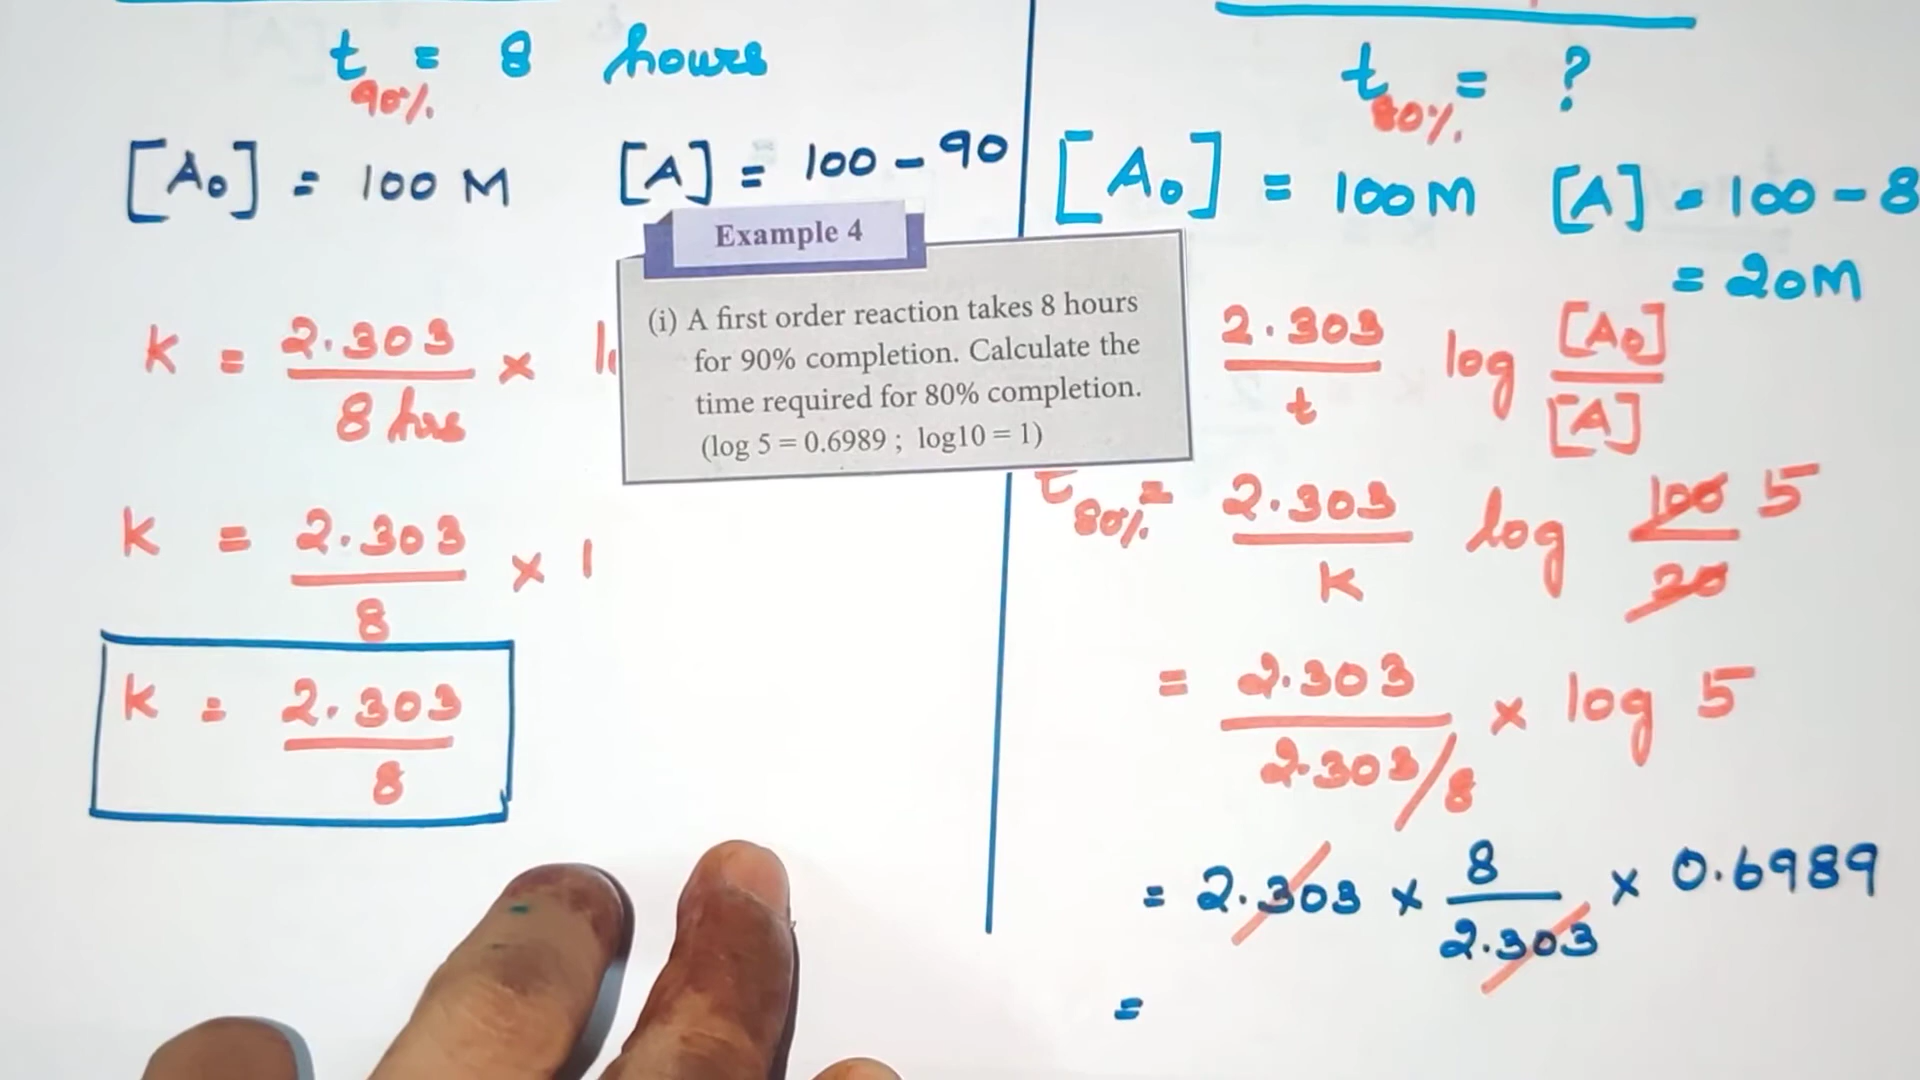 t90% = 8 hours
[A₀] = 100 M [A] = 100 - 90
k = 2.303/8 hrs ×
k = 2.303/8 × 1
k = 2.303/8
Example 4
(i) A first order reaction takes 8 hours
for 90% completion. Calculate the
time required for 80% completion.
(log 5 = 0.6989 ; log10 = 1)
t80% = ?
[A₀] = 100 M [A] = 100 - 8
= 20 M
2.303/t log [A₀]/[A]
t80% = 2.303/k log 100/20 5
= 2.303/2.303/8 × log 5
= 2.303 × 8/2.303 × 0.6989
=